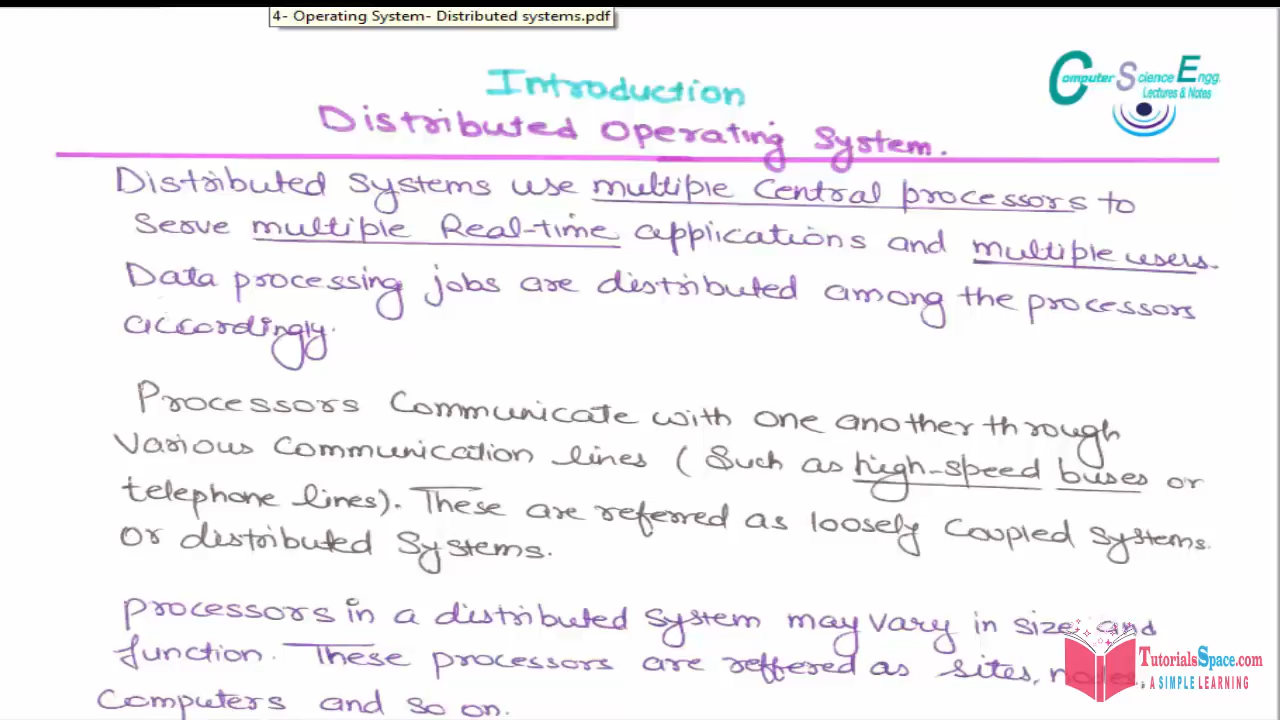 4- Operating System- Distributed systems.pdf
Introduction
Distributed Operating System.
Computer Science Engg.
Lectures & Notes
Distributed systems use multiple Central processors to
Serve multiple Real-time applications and multiple users.
Data processing jobs are distributed among the processors
accordingly.
Processors Communicate with one another through
Various Communication lines (Such as high-speed buses or
telephone lines). These are referred as loosely Coupled Systems.
or distributed Systems.
Processors in a distributed System may vary in size and
function. These processors are reffered as sites, nodes,
Computers and so on.
TutorialsSpace.com
A SIMPLE LEARNING